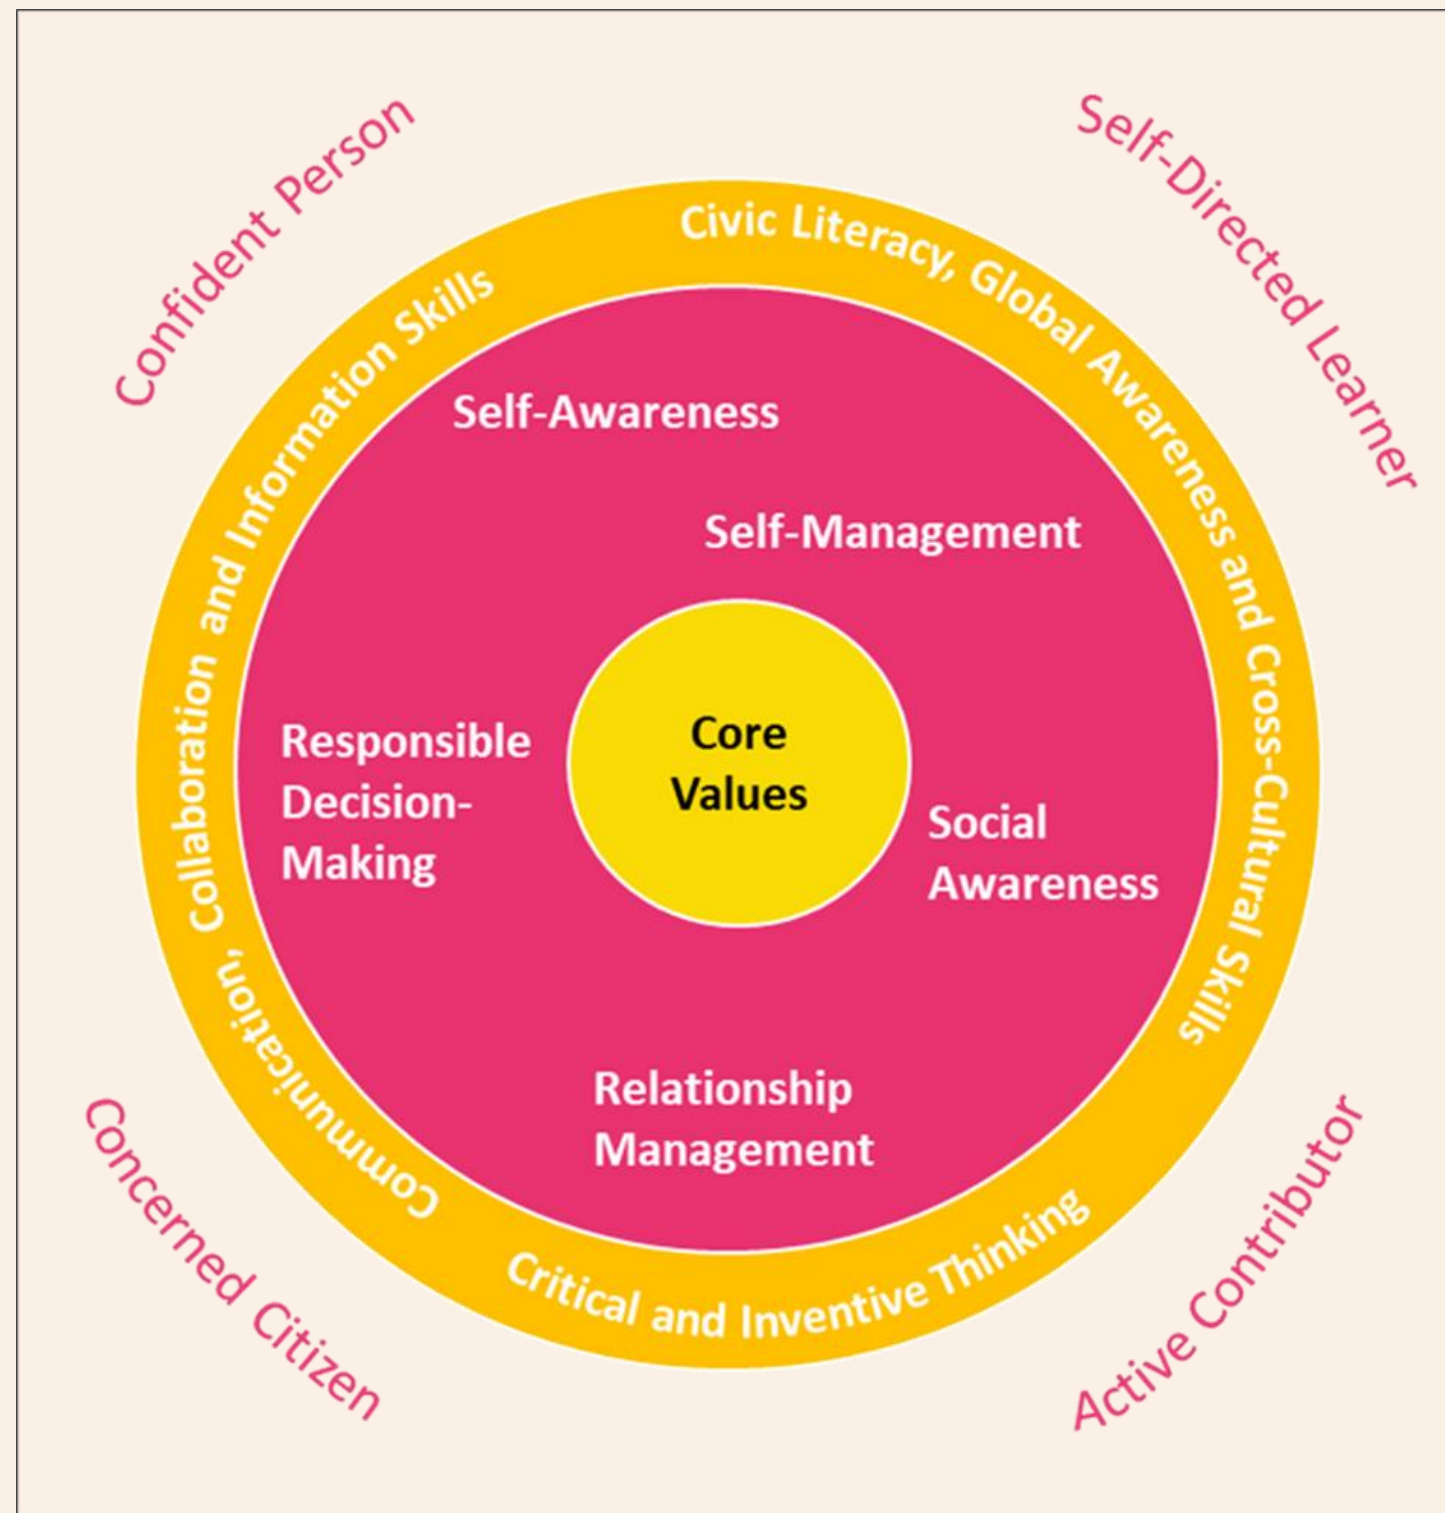 Confident Person
Self-Directed Learner
Civic Literacy, Global Awareness and Cross-Cultural Skills
Communication, Collaboration and Information Skills
Self-Awareness
Self-Management
Core
Values
Responsible
Decision-
Making
Social
Awareness
Relationship
Management
Critical and Inventive Thinking
Concerned Citizen
Active Contributor